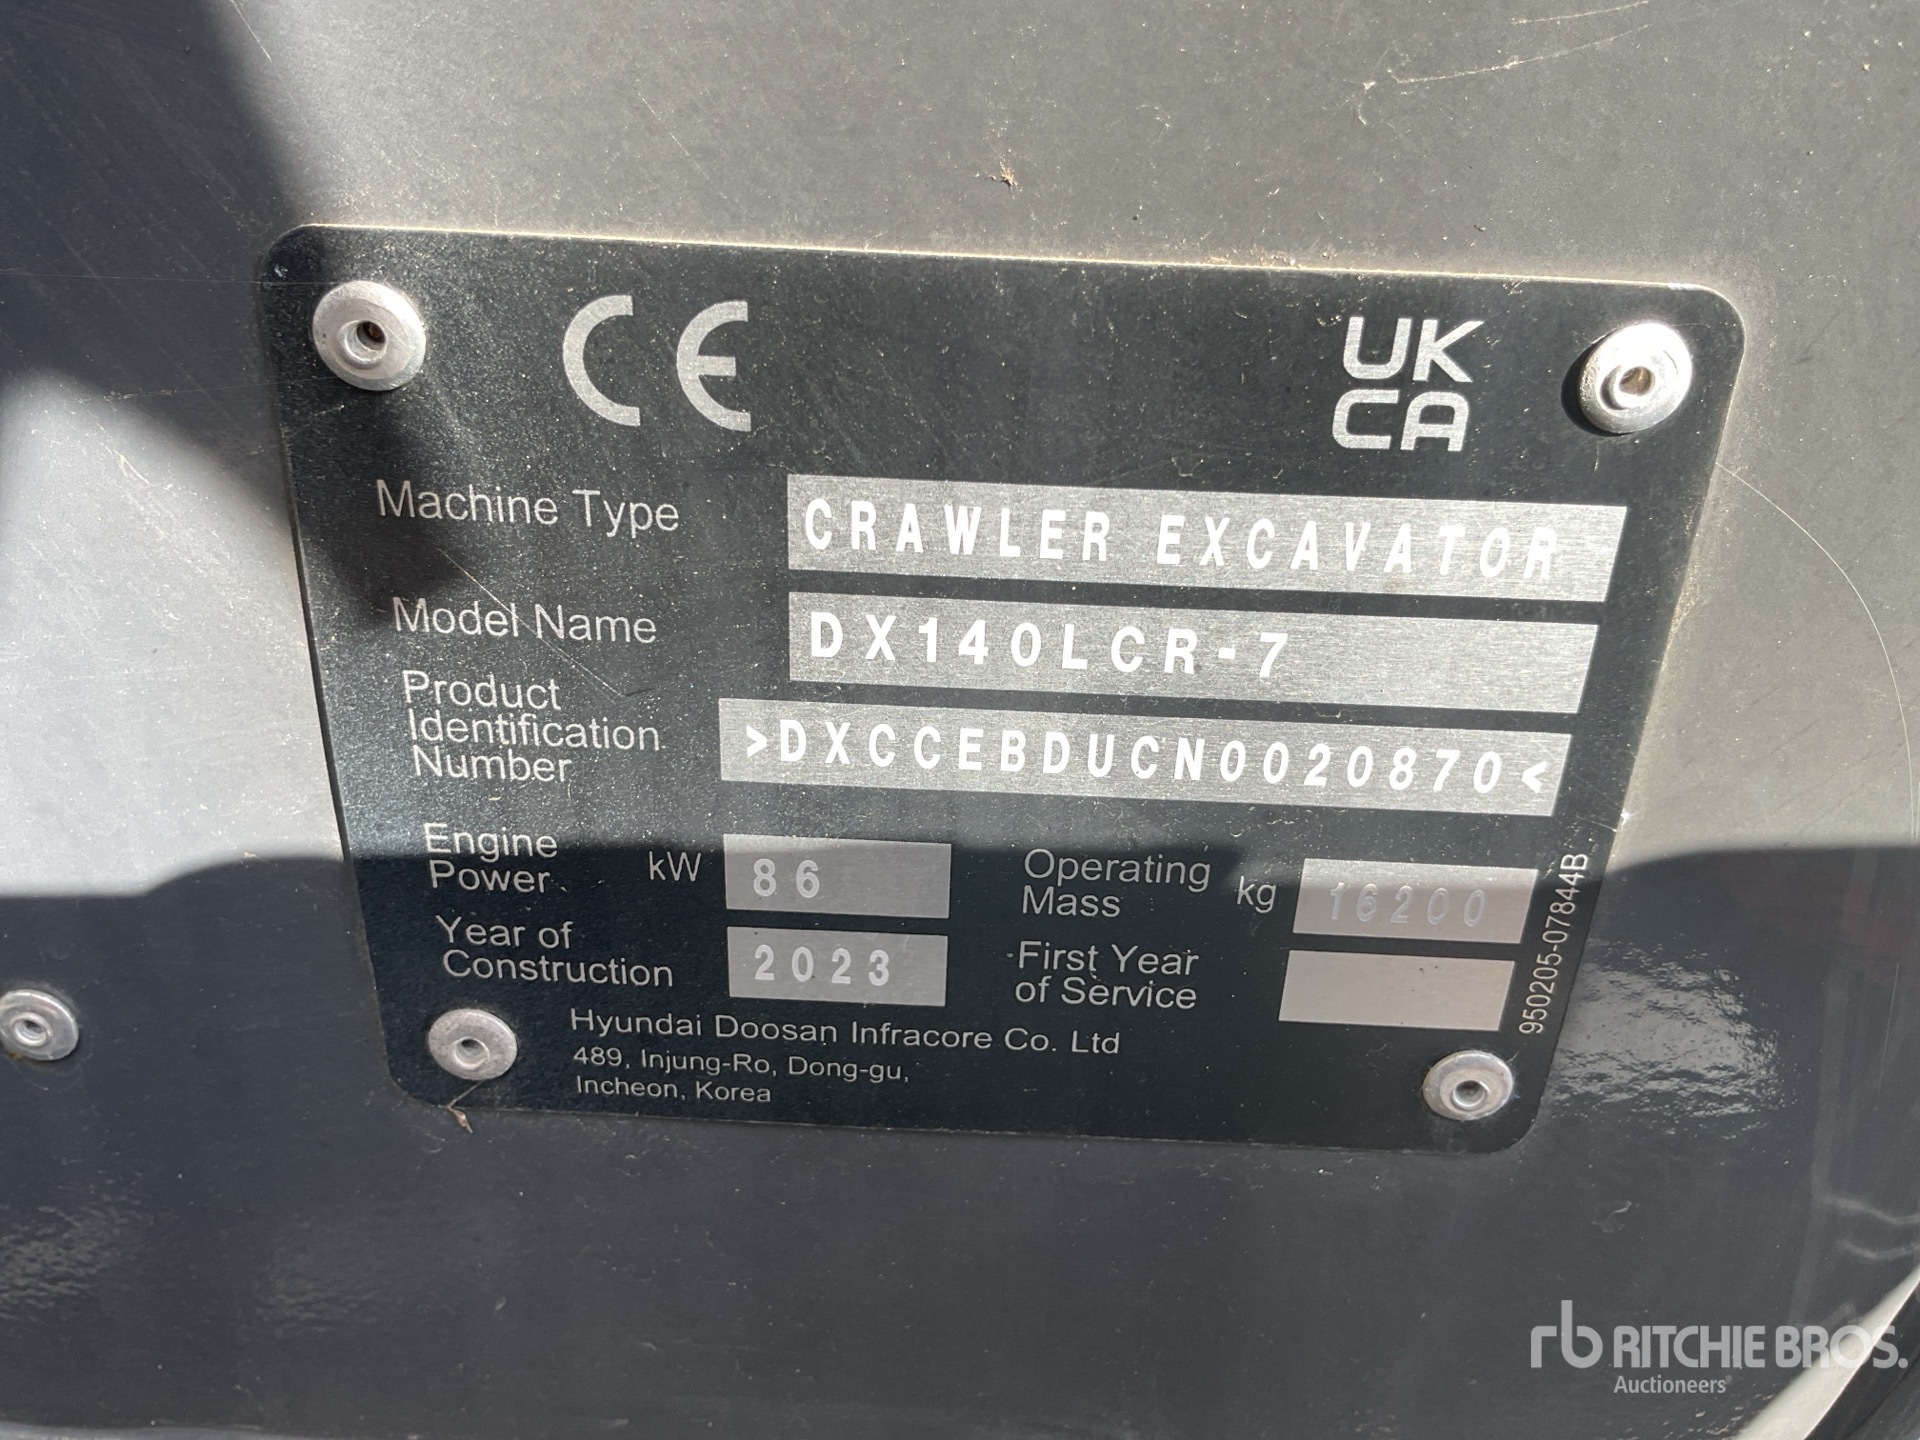 CE
UK
CA
Machine Type CRAWLER EXCAVATOR
Model Name DX140LCR-7
Product
Identification
Number >DXCCEBDUCN0020870<
Engine
Power kW 86
Operating
Mass kg 16200
Year of
Construction 2023
First Year
of Service
Hyundai Doosan Infracore Co. Ltd
489, Injung-Ro, Dong-gu,
Incheon, Korea
950205-07844B
rb RITCHIE BROS.
Auctioneers